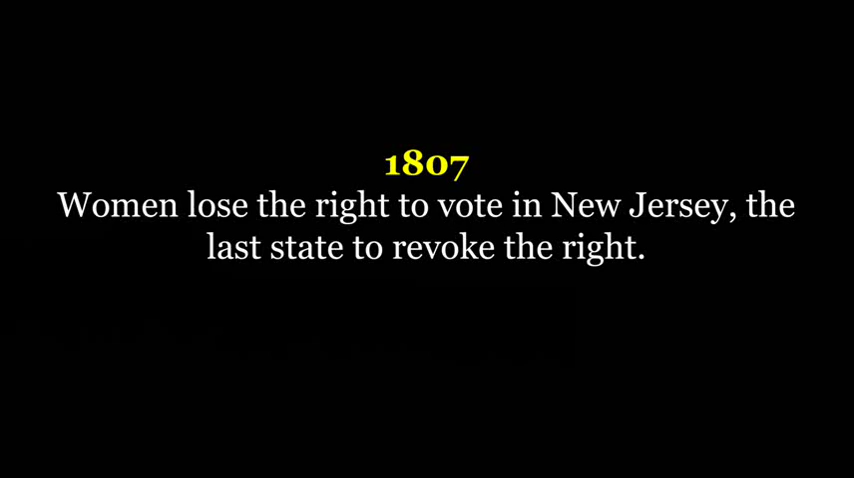 1807
Women lose the right to vote in New Jersey, the
last state to revoke the right.